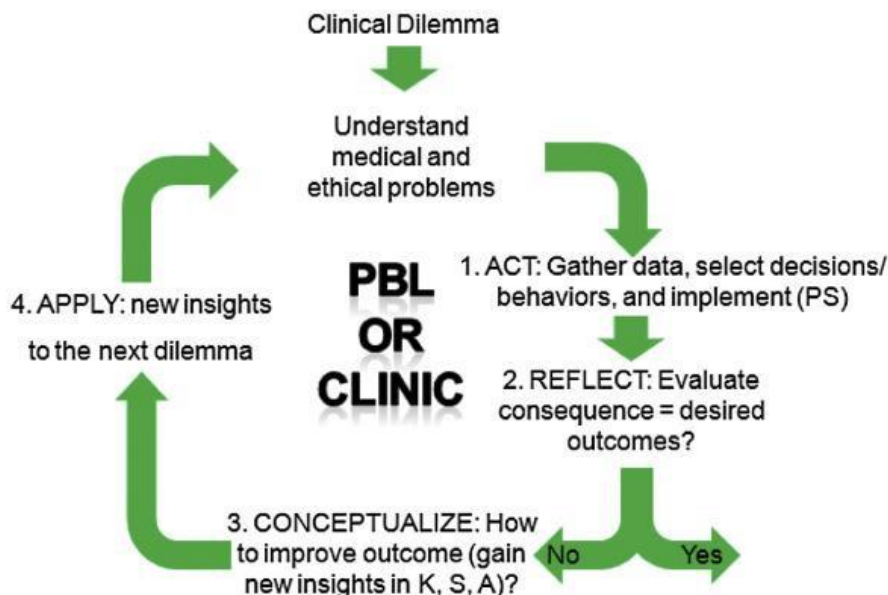 Clinical Dilemma
Understand
medical and
ethical problems
1. ACT: Gather data, select decisions/
behaviors, and implement (PS)
2. REFLECT: Evaluate
consequence = desired
outcomes?
No
Yes
3. CONCEPTUALIZE: How
to improve outcome (gain
new insights in K, S, A)?
4. APPLY: new insights
to the next dilemma
PBL
OR
CLINIC